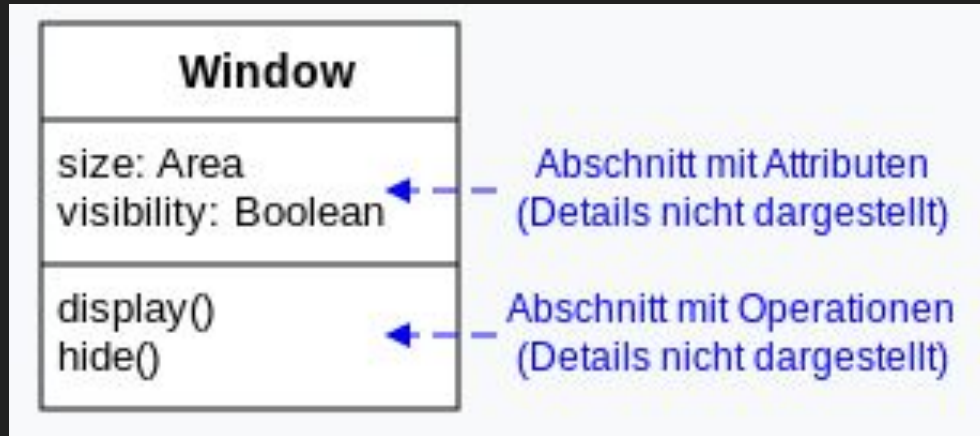 Window
size: Area
visibility: Boolean
Abschnitt mit Attributen
(Details nicht dargestellt)
display()
hide()
Abschnitt mit Operationen
(Details nicht dargestellt)